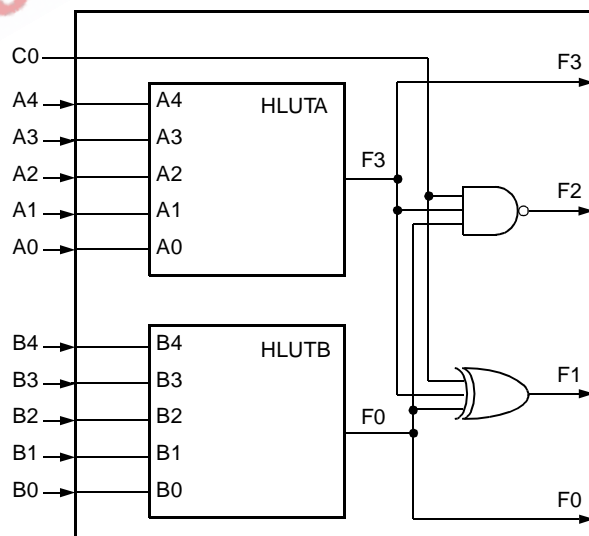 C0
F3
A4 A4 HLUTA
A3 A3
A2 A2 F3
A1 A1 F2
A0 A0
B4 B4 HLUTB
B3 B3 F1
B2 B2 F0
B1 B1
B0 B0 F0